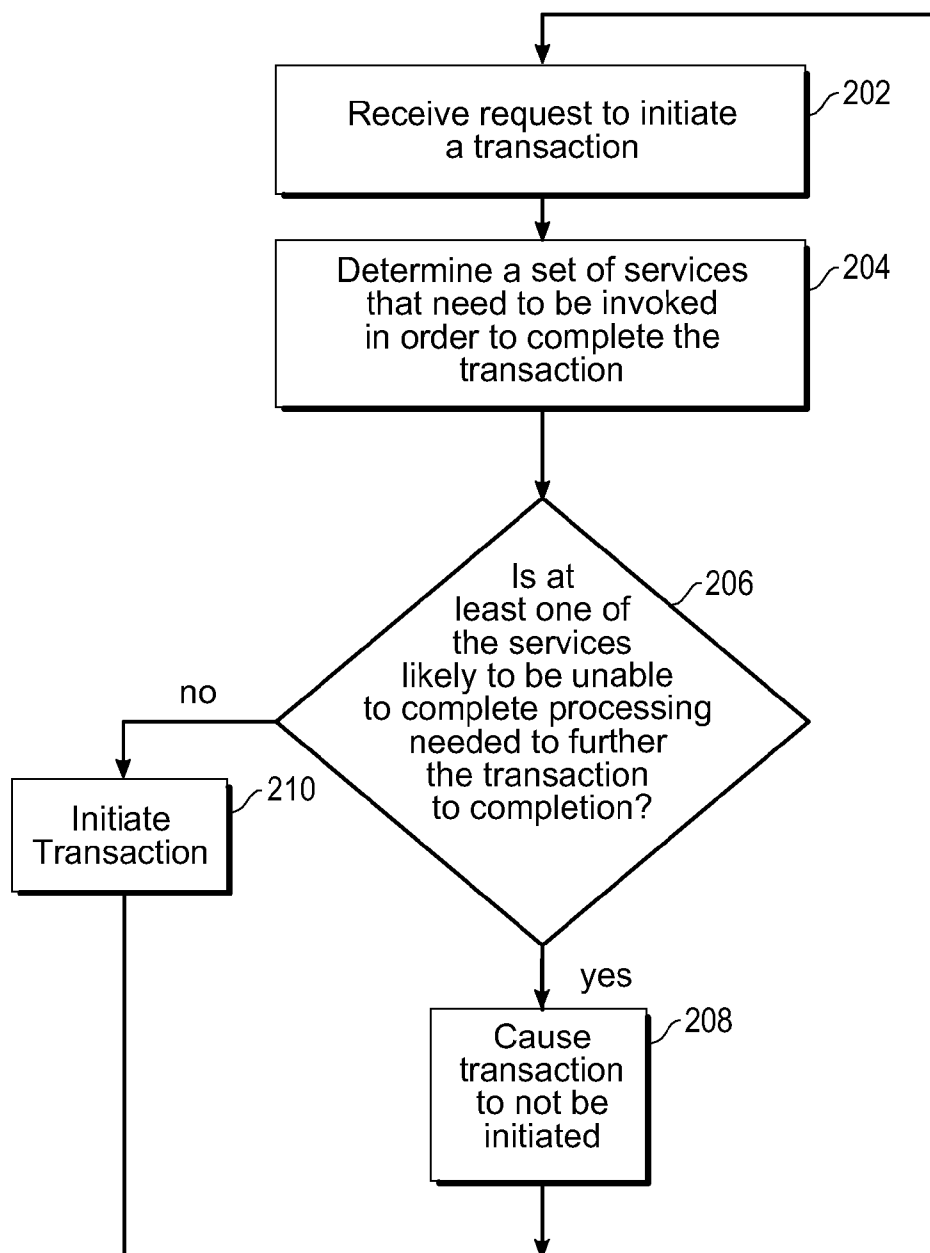 Receive request to initiate
a transaction
202
Determine a set of services
that need to be invoked
in order to complete the
transaction
204
Is at
least one of
the services
likely to be unable
to complete processing
needed to further
the transaction
to completion?
206
no
Initiate
Transaction
210
yes
Cause
transaction
to not be
initiated
208